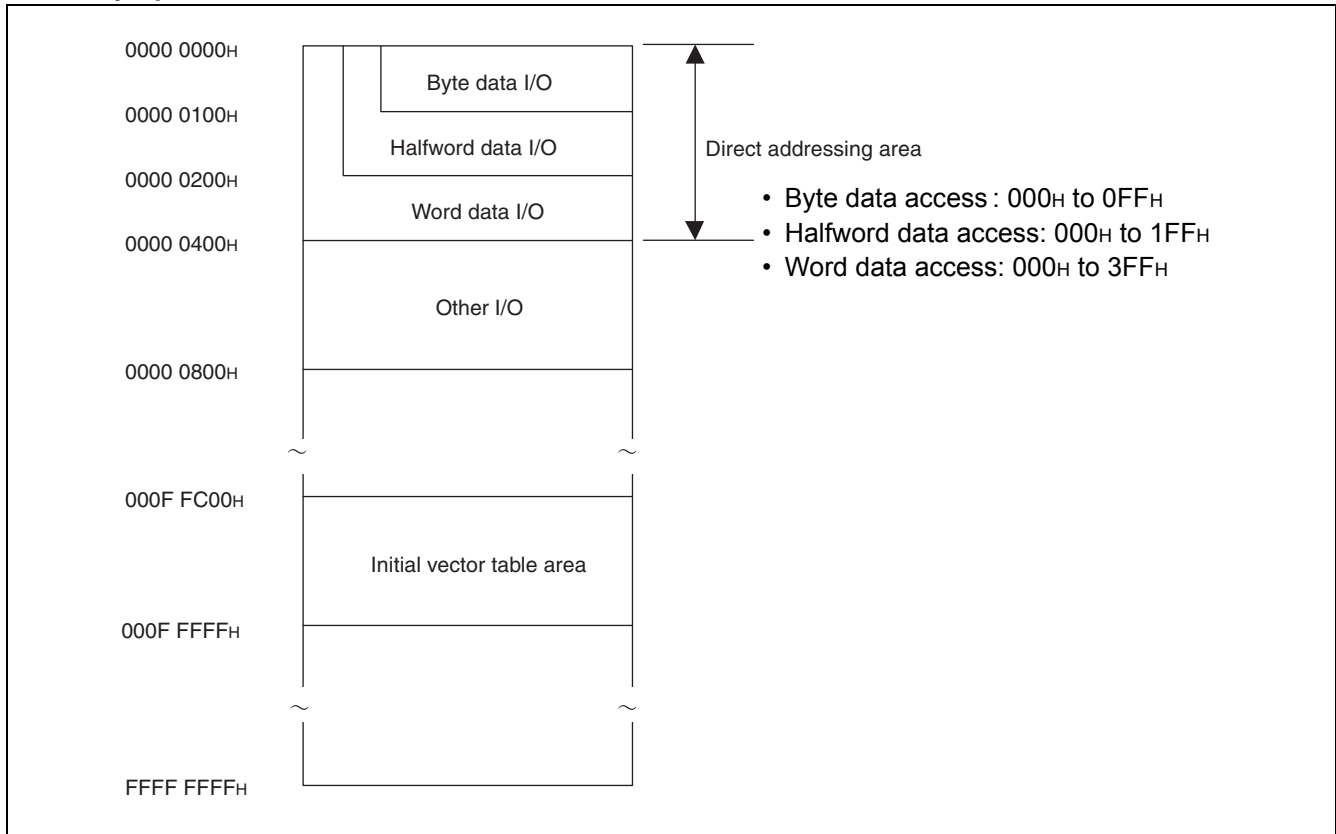 0000 0000H
Byte data I/O
0000 0100H
Halfword data I/O
Direct addressing area
0000 0200H
• Byte data access : 000H to 0FFH
Word data I/O
• Halfword data access: 000H to 1FFH
0000 0400H
• Word data access: 000H to 3FFH
Other I/O
0000 0800H
~ ~
000F FC00H
Initial vector table area
000F FFFFH
~ ~
FFFF FFFFH